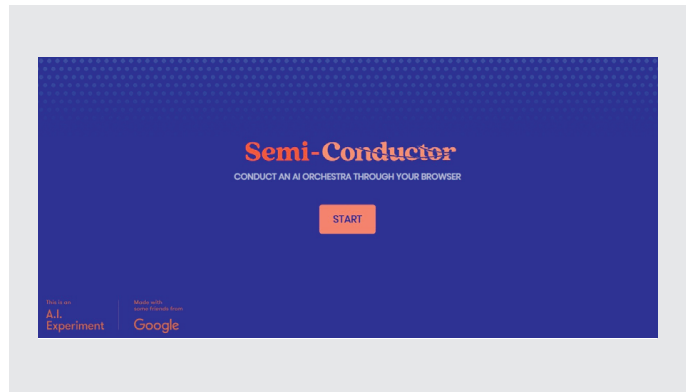 Semi-Conductor
CONDUCT AN AI ORCHESTRA THROUGH YOUR BROWSER
START
This is an
A.I.
Experiment
Made with
some friends from
Google